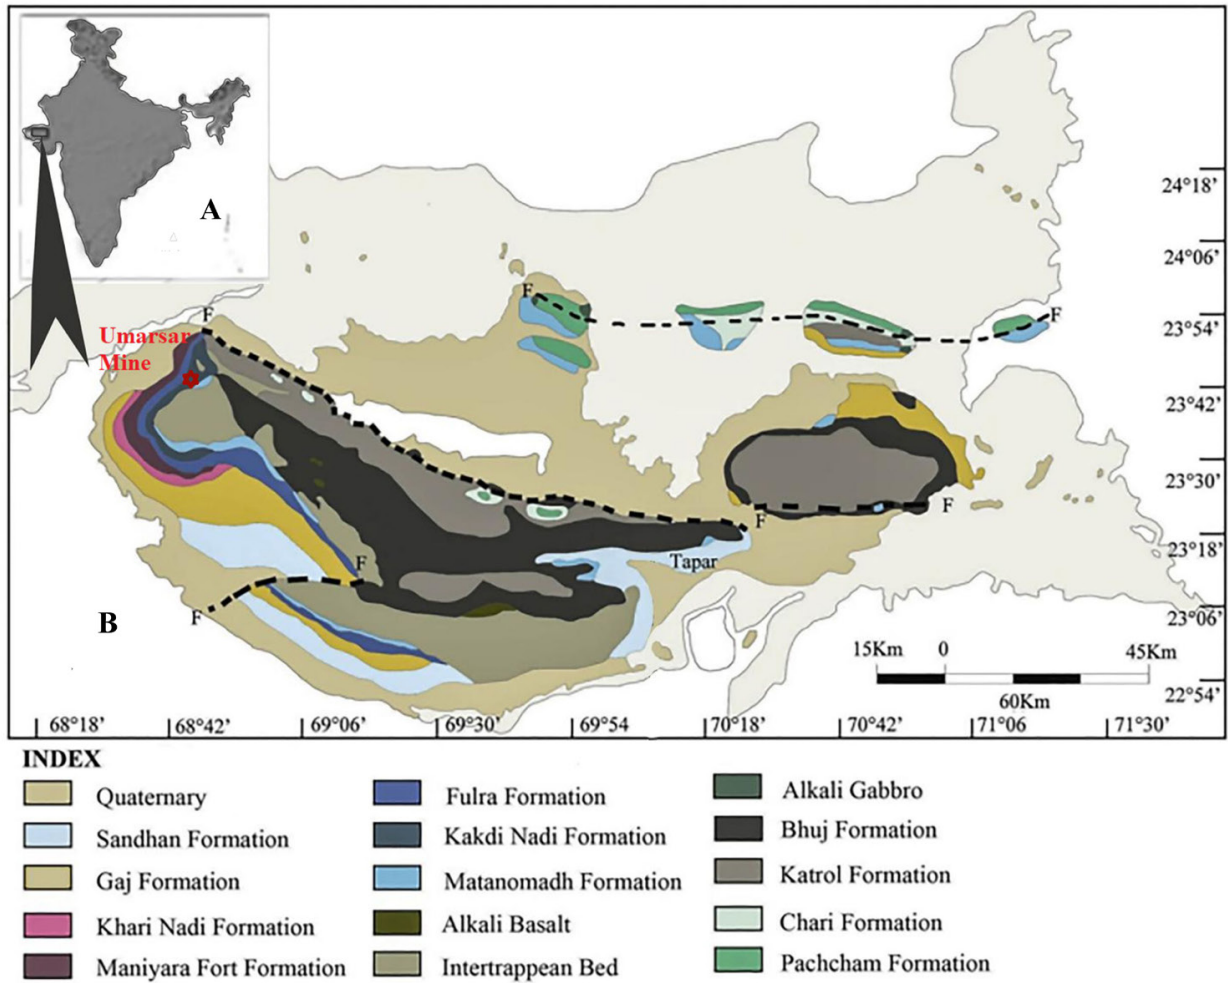 A
24°18'
24°06'
F
F
23°54'
F
Umarsar
Mine
23°42'
23°30'
F
F
23°18'
Tapar
F
23°06'
F
B
15Km 0 45Km
60Km
22°54'
68°18' 68°42' 69°06' 69°30' 69°54' 70°18' 70°42' 71°06' 71°30'
INDEX
Quaternary
Sandhan Formation
Gaj Formation
Khari Nadi Formation
Maniyara Fort Formation
Fulra Formation
Kakdi Nadi Formation
Matanomadh Formation
Alkali Basalt
Intertrappean Bed
Alkali Gabbro
Bhuj Formation
Katrol Formation
Chari Formation
Pachcham Formation